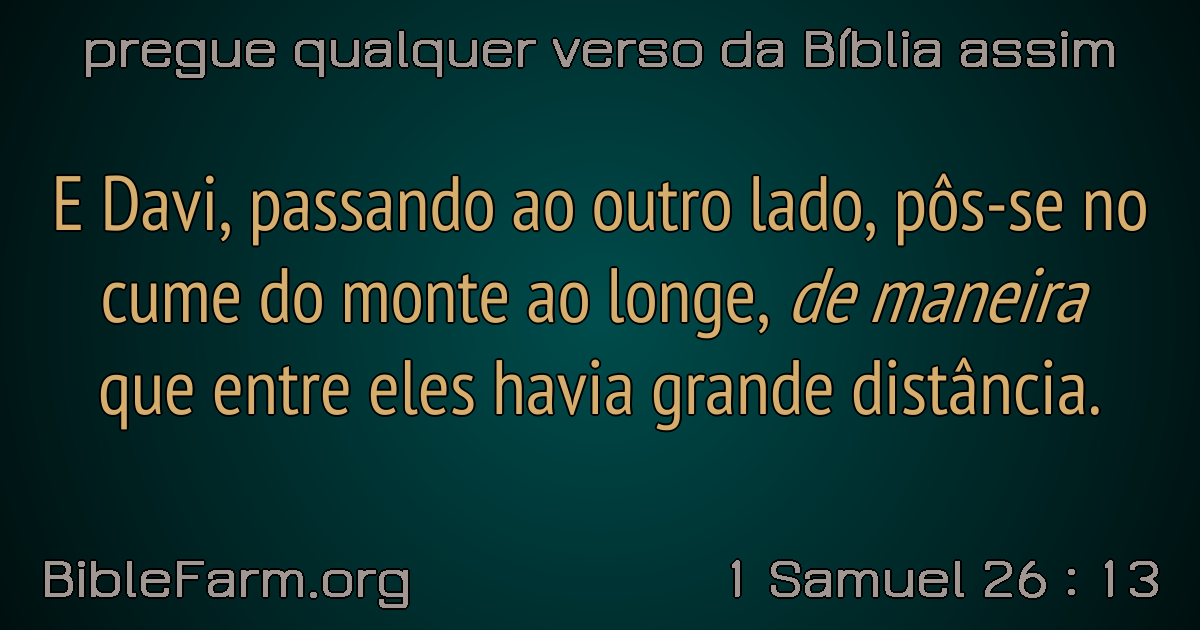 pregue qualquer verso da Bíblia assim
E Davi, passando ao outro lado, pôs-se no
cume do monte ao longe, de maneira
que entre eles havia grande distância.
BibleFarm.org
1 Samuel 26 : 13